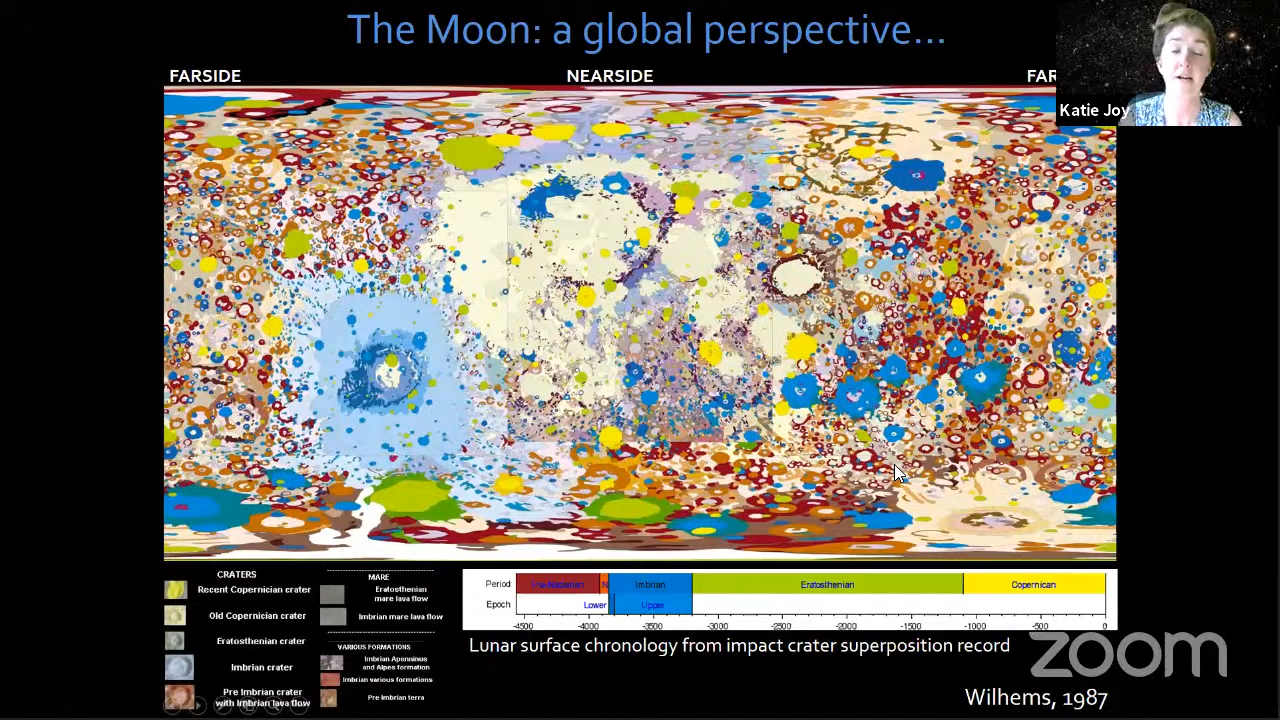 The Moon: a global perspective...
FARSIDE
NEARSIDE
FAR
Katie Joy
CRATERS
Recent Copernician crater
Old Copernician crater
Eratosthenian crater
Imbrian crater
Pre Imbrian crater
with Imbrian lava flow
MARE
Eratosthenian
mare lava flow
Imbrian mare lava flow
VARIOUS FORMATIONS
Imbrian Apenninus
and Alpes formation
Imbrian various formations
Pre Imbrian terra
Period
Pre-Nectarian
N
Imbrian
Eratosthenian
Copernican
Epoch
Lower
Upper
-4500
-4000
-3500
-3000
-2500
-2000
-1500
-1000
-500
0
Lunar surface chronology from impact crater superposition record
zoom
Wilhems, 1987